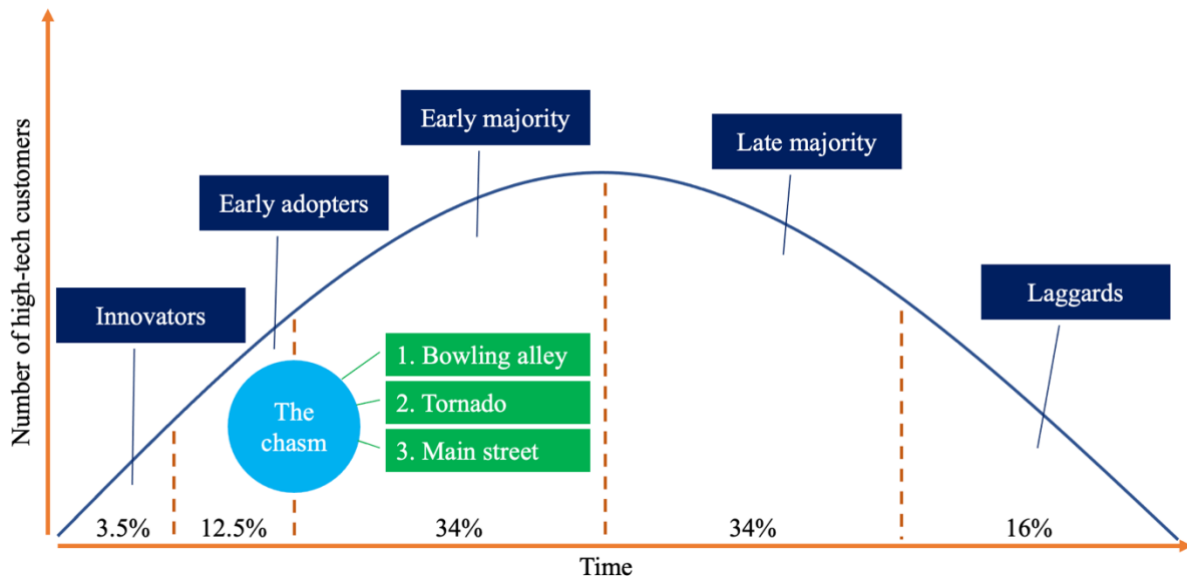 Number of high-tech customers
Early majority
Late majority
Early adopters
Laggards
Innovators
The
chasm
1. Bowling alley
2. Tornado
3. Main street
3.5%
12.5%
34%
34%
16%
Time